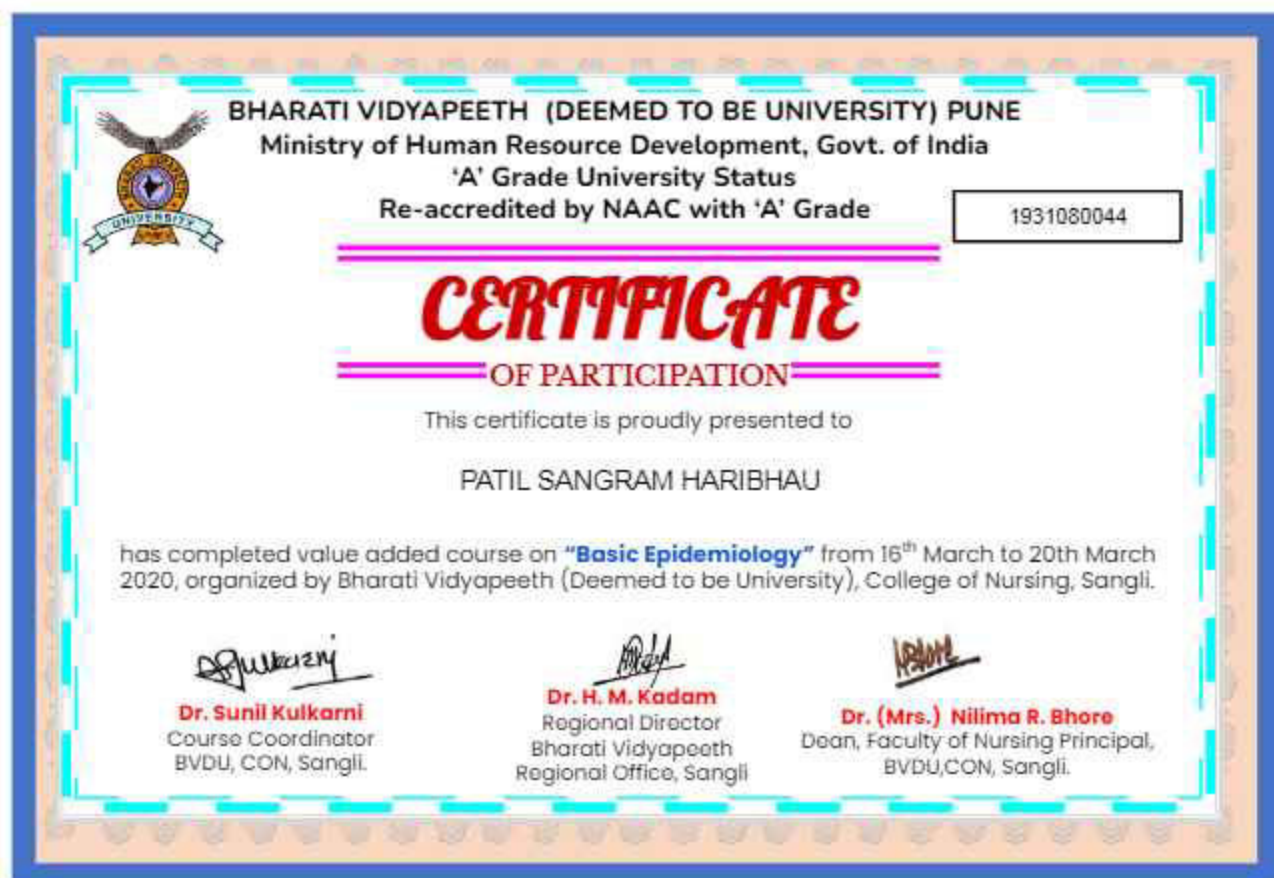 BHARATI VIDYAPEETH (DEEMED TO BE UNIVERSITY) PUNE
Ministry of Human Resource Development, Govt. of India
‘A’ Grade University Status
Re-accredited by NAAC with ‘A’ Grade
1931080044
CERTIFICATE
OF PARTICIPATION
This certificate is proudly presented to
PATIL SANGRAM HARIBHAU
has completed value added course on "Basic Epidemiology" from 16th March to 20th March
2020, organized by Bharati Vidyapeeth (Deemed to be University), College of Nursing, Sangli.
Dr. Sunil Kulkarni
Course Coordinator
BVDU, CON, Sangli.
Dr. H. M. Kadam
Regional Director
Bharati Vidyapeeth
Regional Office, Sangli
Dr. (Mrs.) Nilima R. Bhore
Dean, Faculty of Nursing Principal,
BVDU,CON, Sangli.
BHARATI VIDYAPEETH
UNIVERSITY